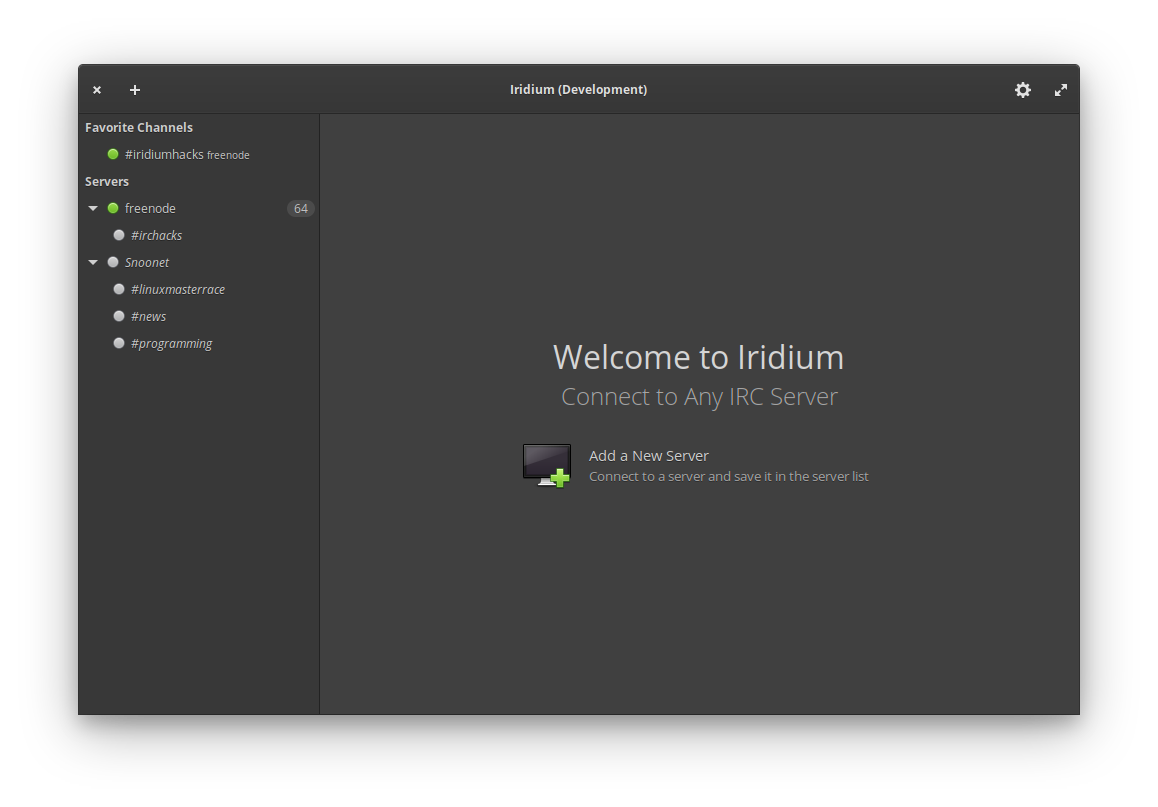 Iridium (Development)
Favorite Channels
#iridiumhacks freenode
Servers
freenode 64
#irchacks
Snoonet
#linuxmasterrace
#news
#programming
Welcome to Iridium
Connect to Any IRC Server
Add a New Server
Connect to a server and save it in the server list